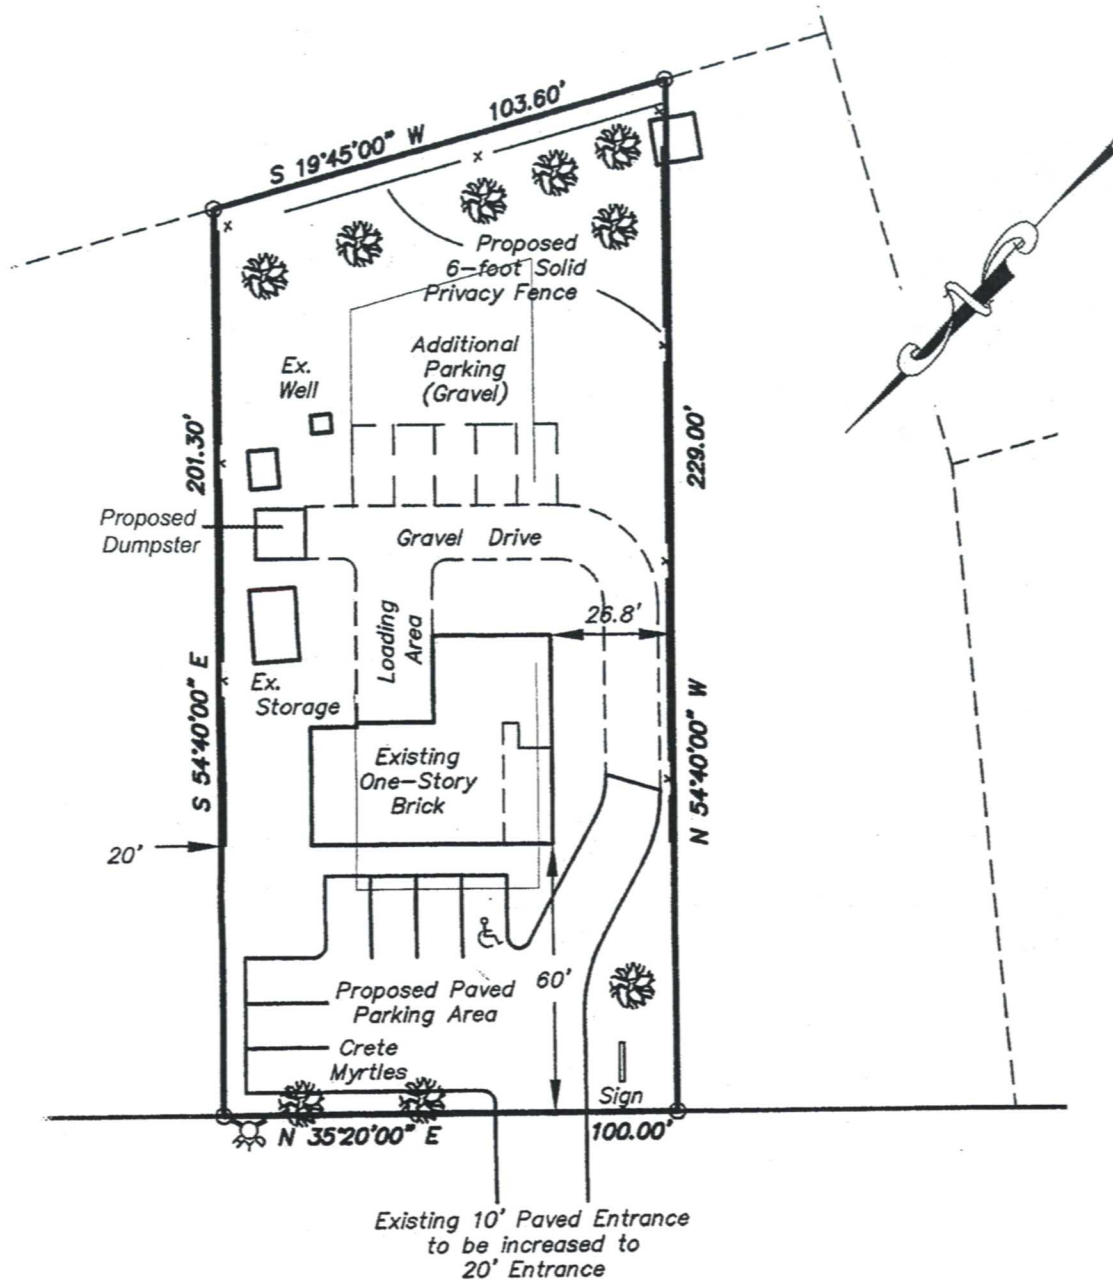 103.60'
S 19°45'00" W
Proposed
6-foot Solid
Privacy Fence
Additional
Parking
(Gravel)
Ex.
Well
201.30'
229.00'
Proposed
Dumpster
Gravel Drive
26.8'
Loading
Area
Ex.
Storage
S 54°40'00" E
N 54°40'00" W
Existing
One-Story
Brick
20'
60'
Proposed Paved
Parking Area
Crete
Myrtles
Sign
N 35°20'00" E
100.00'
Existing 10' Paved Entrance
to be increased to
20' Entrance